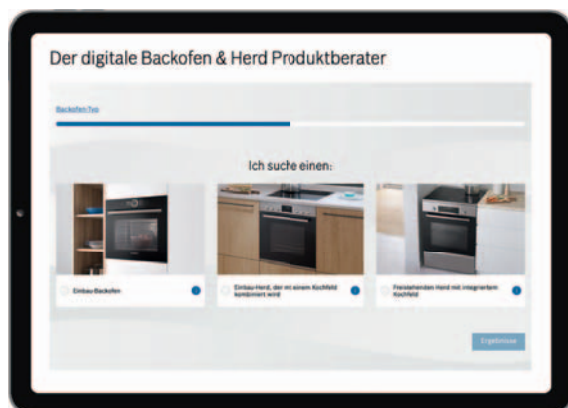 Der digitale Backofen & Herd Produktberater
Backofen-Typ
Ich suche einen:
Einbau-Backofen
Einbau-Herd, der mit einem Kochfeld
kombiniert wird
Freistehenden Herd mit integriertem
Kochfeld
Ergebnisse